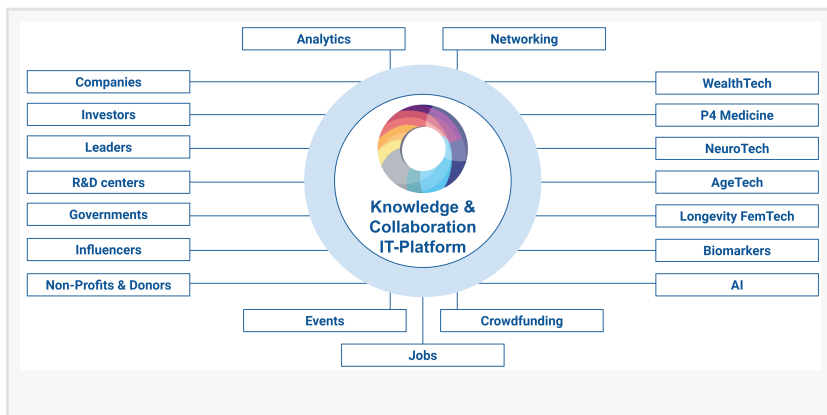 Analytics
Networking
Companies
Investors
Leaders
R&D centers
Governments
Influencers
Non-Profits & Donors
Knowledge &
Collaboration
IT-Platform
WealthTech
P4 Medicine
NeuroTech
AgeTech
Longevity FemTech
Biomarkers
AI
Events
Crowdfunding
Jobs